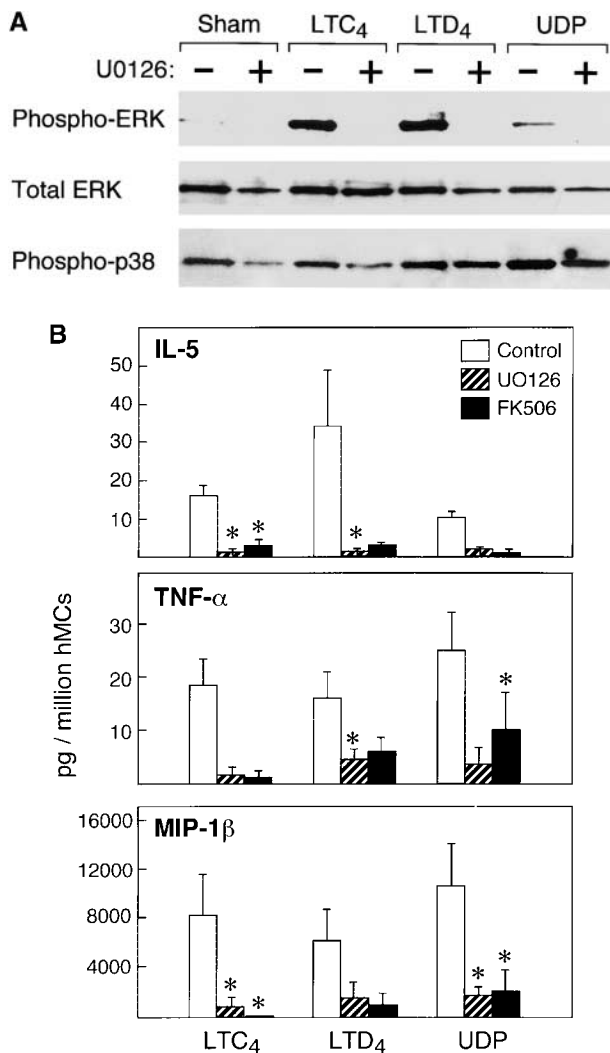 A
Sham LTC4 LTD4 UDP
U0126: − + − + − + − +
Phospho-ERK
Total ERK
Phospho-p38
B
IL-5
Control
UO126
FK506
50
40
30
20
10
* * *
TNF-α
30
20
10
* *
pg / million hMCs
MIP-1β
16000
12000
8000
4000
* * * *
LTC4 LTD4 UDP